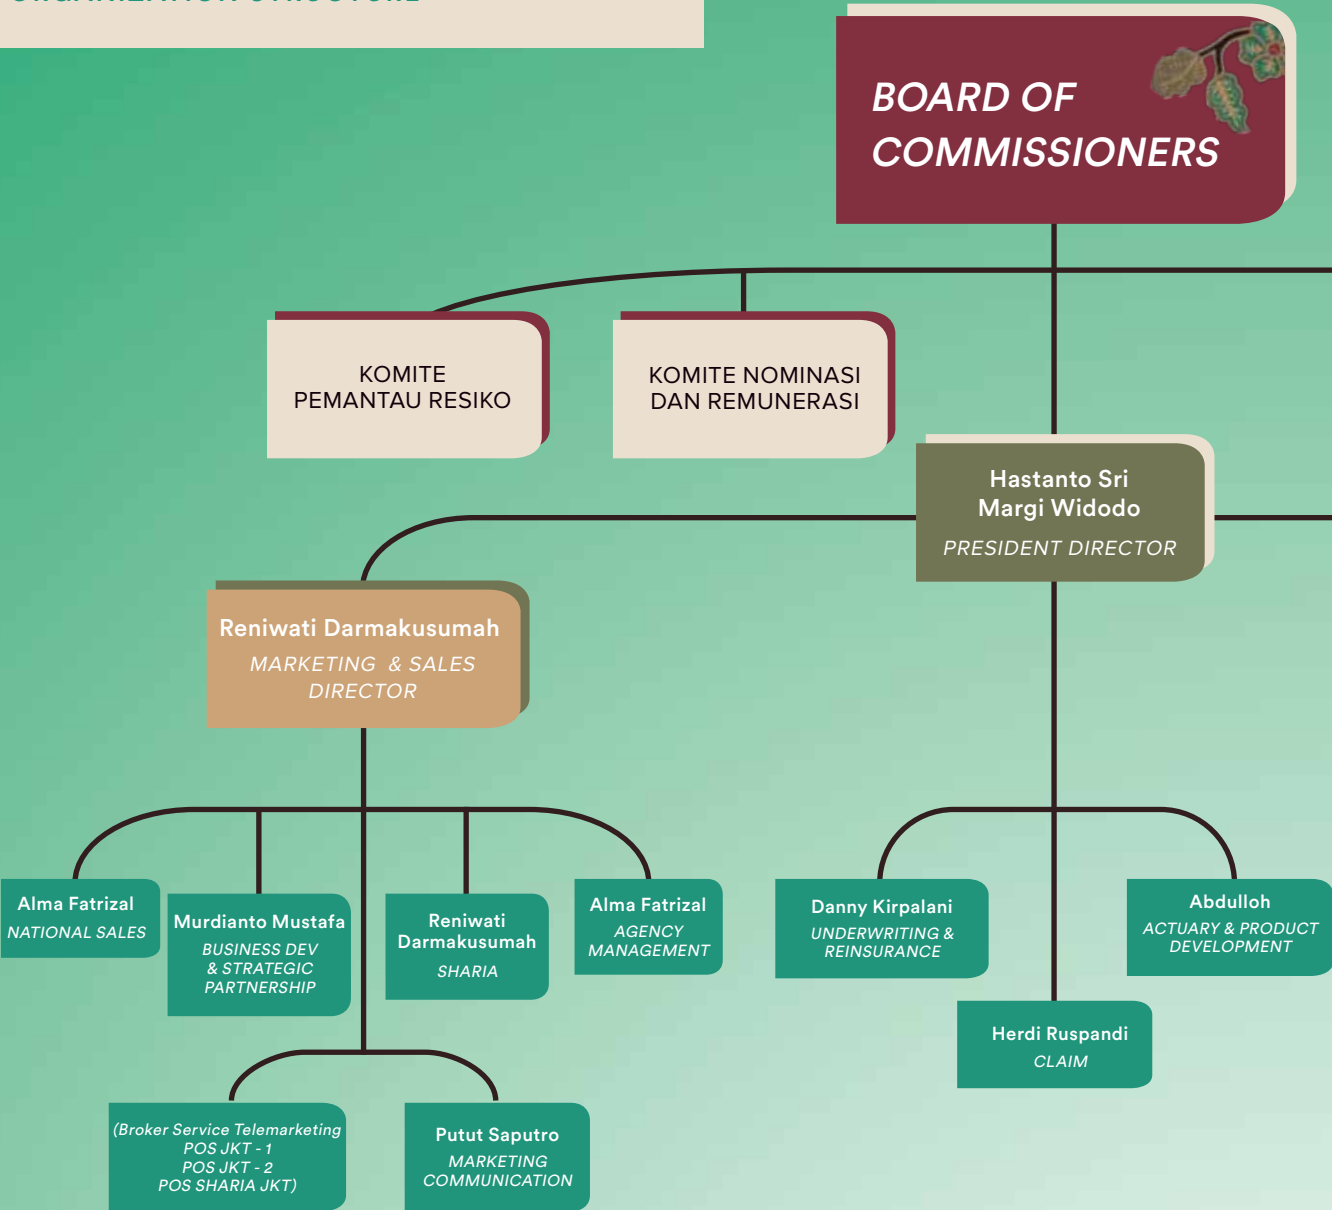 ORGANIZATION STRUCTURE
BOARD OF
COMMISSIONERS
KOMITE
PEMANTAU RESIKO
KOMITE NOMINASI
DAN REMUNERASI
Hastanto Sri
Margi Widodo
PRESIDENT DIRECTOR
Reniwati Darmakusumah
MARKETING & SALES
DIRECTOR
Alma Fatrizal
NATIONAL SALES
Murdianto Mustafa
BUSINESS DEV
& STRATEGIC
PARTNERSHIP
Reniwati
Darmakusumah
SHARIA
Alma Fatrizal
AGENCY
MANAGEMENT
Danny Kirpalani
UNDERWRITING &
REINSURANCE
Abdulloh
ACTUARY & PRODUCT
DEVELOPMENT
Herdi Ruspandi
CLAIM
(Broker Service Telemarketing
POS JKT - 1
POS JKT - 2
POS SHARIA JKT)
Putut Saputro
MARKETING
COMMUNICATION